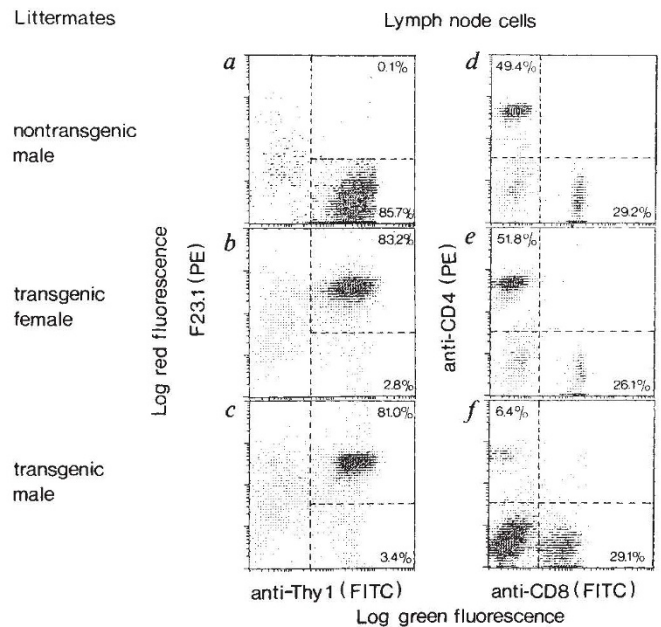 Littermates
Lymph node cells
a
0.1%
d
49.4%
nontransgenic
male
85.7%
29.2%
b
83.2%
e
51.8%
transgenic
female
2.8%
26.1%
c
81.0%
f
6.4%
transgenic
male
3.4%
29.1%
Log red fluorescence
F23.1 (PE)
anti-CD4 (PE)
anti-Thy1 (FITC)
anti-CD8 (FITC)
Log green fluorescence